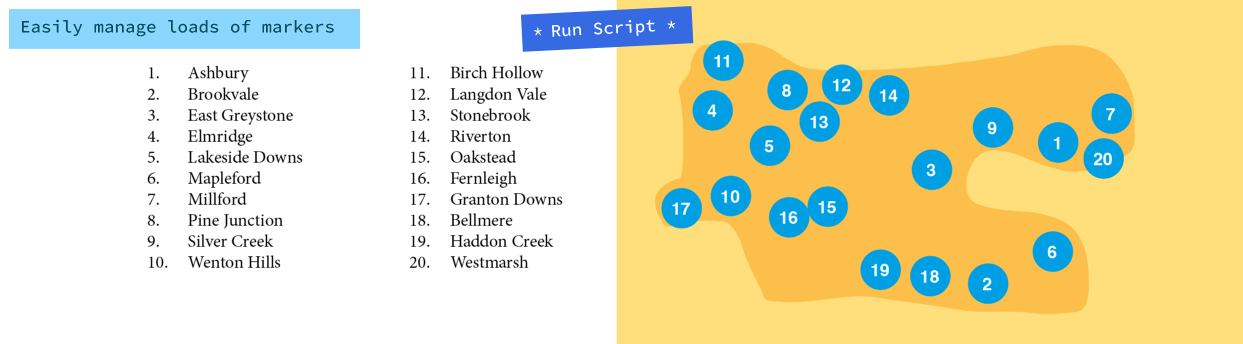 Easily manage loads of markers
* Run Script *
1. Ashbury
2. Brookvale
3. East Greystone
4. Elmridge
5. Lakeside Downs
6. Mapleford
7. Millford
8. Pine Junction
9. Silver Creek
10. Wenton Hills
11. Birch Hollow
12. Langdon Vale
13. Stonebrook
14. Riverton
15. Oakstead
16. Fernleigh
17. Granton Downs
18. Bellmere
19. Haddon Creek
20. Westmarsh
11
8
12
14
4
13
7
9
5
1
20
3
10
17
16
15
6
19
18
2